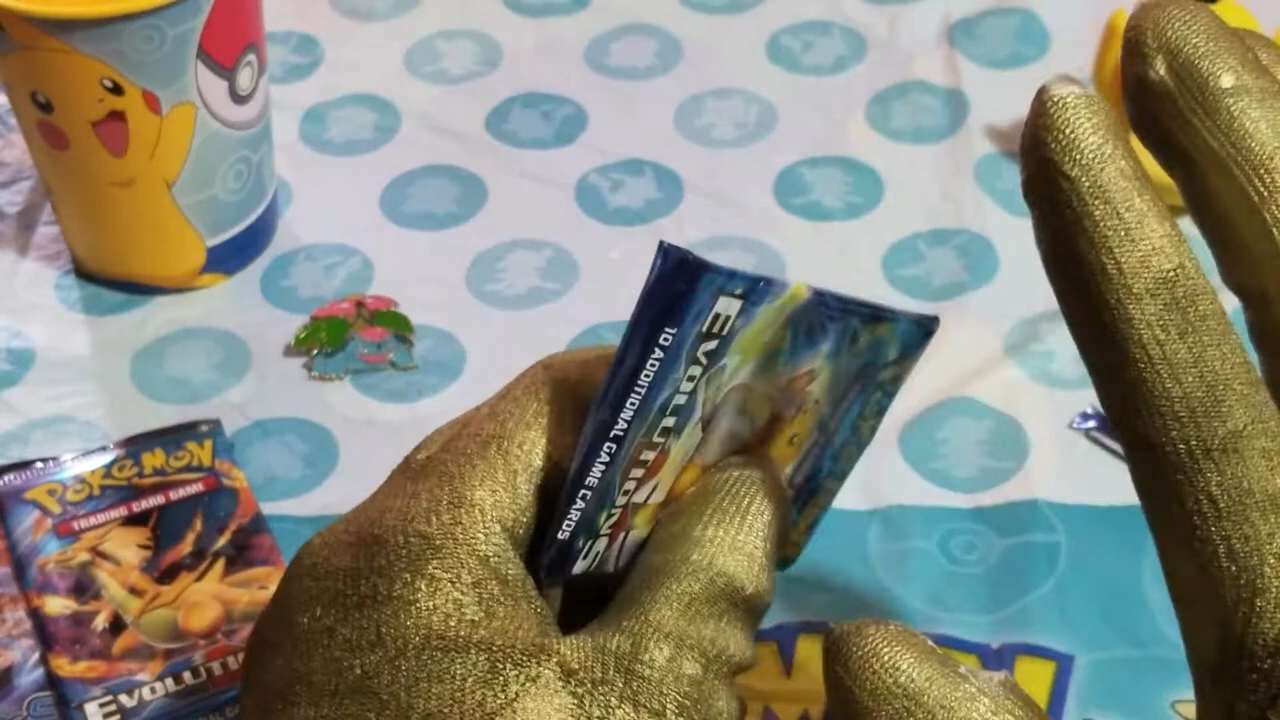 EVOLUTIONS
10 ADDITIONAL GAME CARDS
POKÉMON
TRADING CARD GAME
EVOLUTI